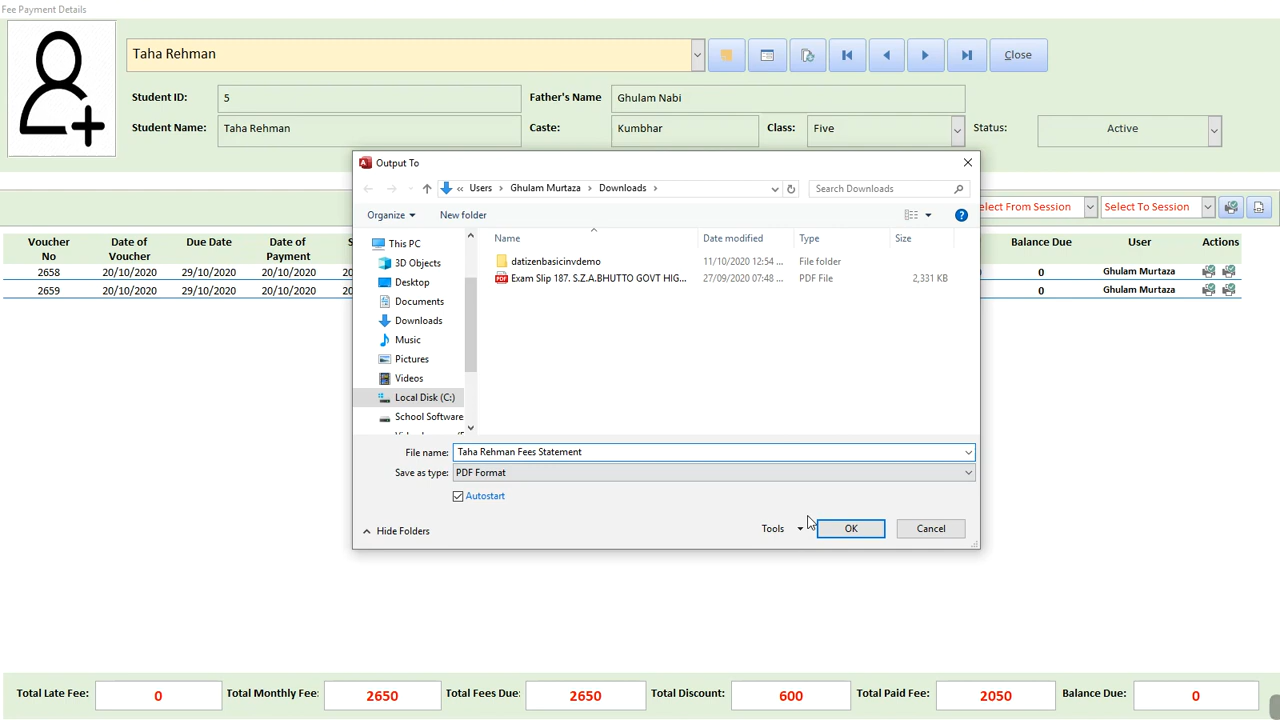 Fee Payment Details
Taha Rehman
Close
Student ID: 5 Father's Name Ghulam Nabi
Student Name: Taha Rehman Caste: Kumbhar Class: Five Status: Active
Output To
Users Ghulam Murtaza Downloads Search Downloads
elect From Session Select To Session
Organize New folder
Voucher No Date of Voucher Due Date Date of Payment Balance Due User Actions
Name Date modified Type Size
2658 20/10/2020 29/10/2020 20/10/2020 0 Ghulam Murtaza
2659 20/10/2020 29/10/2020 20/10/2020 0 Ghulam Murtaza
This PC
3D Objects
Desktop
Documents
Downloads
Music
Pictures
Videos
Local Disk (C:)
School Software
datizenbasicinvdemo 11/10/2020 12:54 ... File folder
Exam Slip 187. S.Z.A.BHUTTO GOVT HIG... 27/09/2020 07:48 ... PDF File 2,331 KB
File name: Taha Rehman Fees Statement
Save as type: PDF Format
Autostart
Hide Folders Tools OK Cancel
Total Late Fee: 0 Total Monthly Fee: 2650 Total Fees Due: 2650 Total Discount: 600 Total Paid Fee: 2050 Balance Due: 0